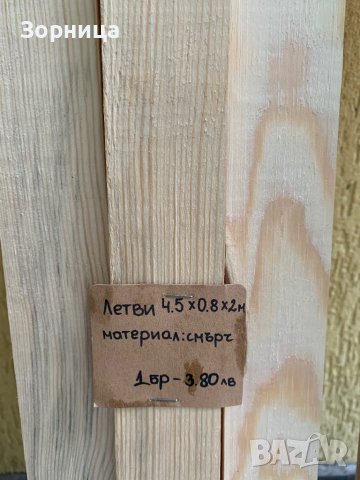 Зорница
Летви 4.5×0.8×2м
материал:смърч
1бр-3.80лв
BAZAR